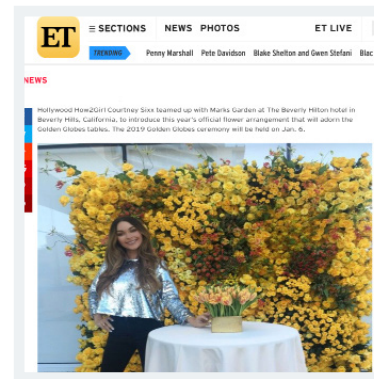 ET
≡ SECTIONS NEWS PHOTOS ET LIVE
TRENDING Penny Marshall Pete Davidson Blake Shelton and Gwen Stefani Blac
NEWS
Hollywood How2Girl Courtney Sixx teamed up with Marks Garden at The Beverly Hilton hotel in
Beverly Hills, California, to introduce this year's official flower arrangement that will adorn the
Golden Globes tables. The 2019 Golden Globes ceremony will be held on Jan. 6.